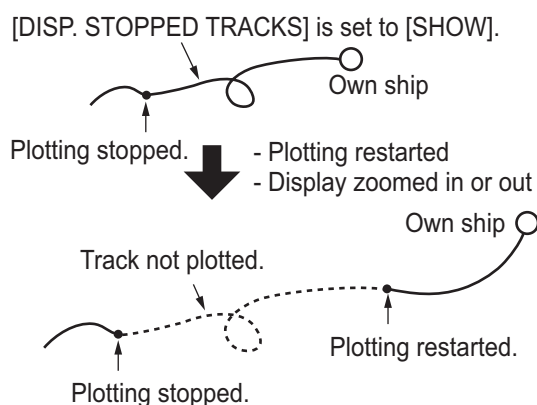 [DISP. STOPPED TRACKS] is set to [SHOW].
Own ship
Plotting stopped.
- Plotting restarted
- Display zoomed in or out
Own ship
Track not plotted.
Plotting restarted.
Plotting stopped.